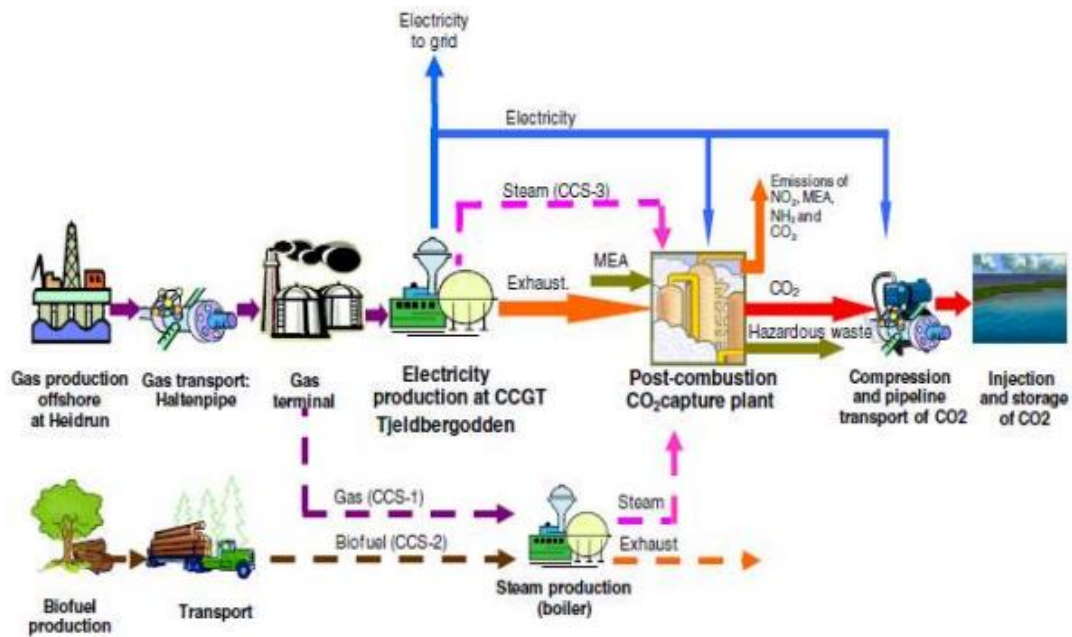 Electricity
to grid
Electricity
Steam (CCS-3)
Emissions of
NO₂, MEA,
NH₃ and
CO₂
MEA
Exhaust.
CO₂
Hazardous waste
Gas production
offshore
at Heidrun
Gas transport:
Haltenpipe
Gas
terminal
Electricity
production at CCGT
Tjeldbergodden
Post-combustion
CO₂capture plant
Compression
and pipeline
transport of CO2
Injection
and storage
of CO2
Gas (CCS-1)
Steam
Biofuel (CCS-2)
Exhaust
Biofuel
production
Transport
Steam production
(boiler)